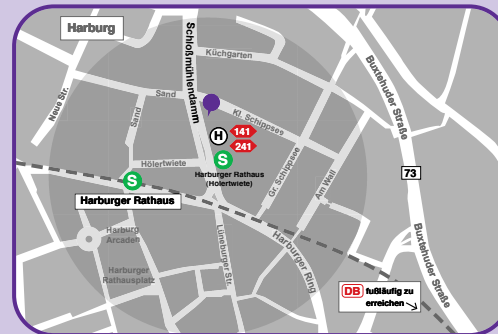 Harburg
Neue Str.
Schloßmühlendamm
Küchgarten
Sand
Sand
Kl. Schippsee
H
141
241
S
Harburger Rathaus
(Hölertwiete)
Hölertwiete
S
Harburger Rathaus
Gr. Schippsee
Am Wall
Buxtehuder Straße
73
Buxtehuder Straße
Harburg
Arcaden
Harburger
Rathausplatz
Lüneburger Str.
Harburger Ring
DB fußläufig zu
erreichen